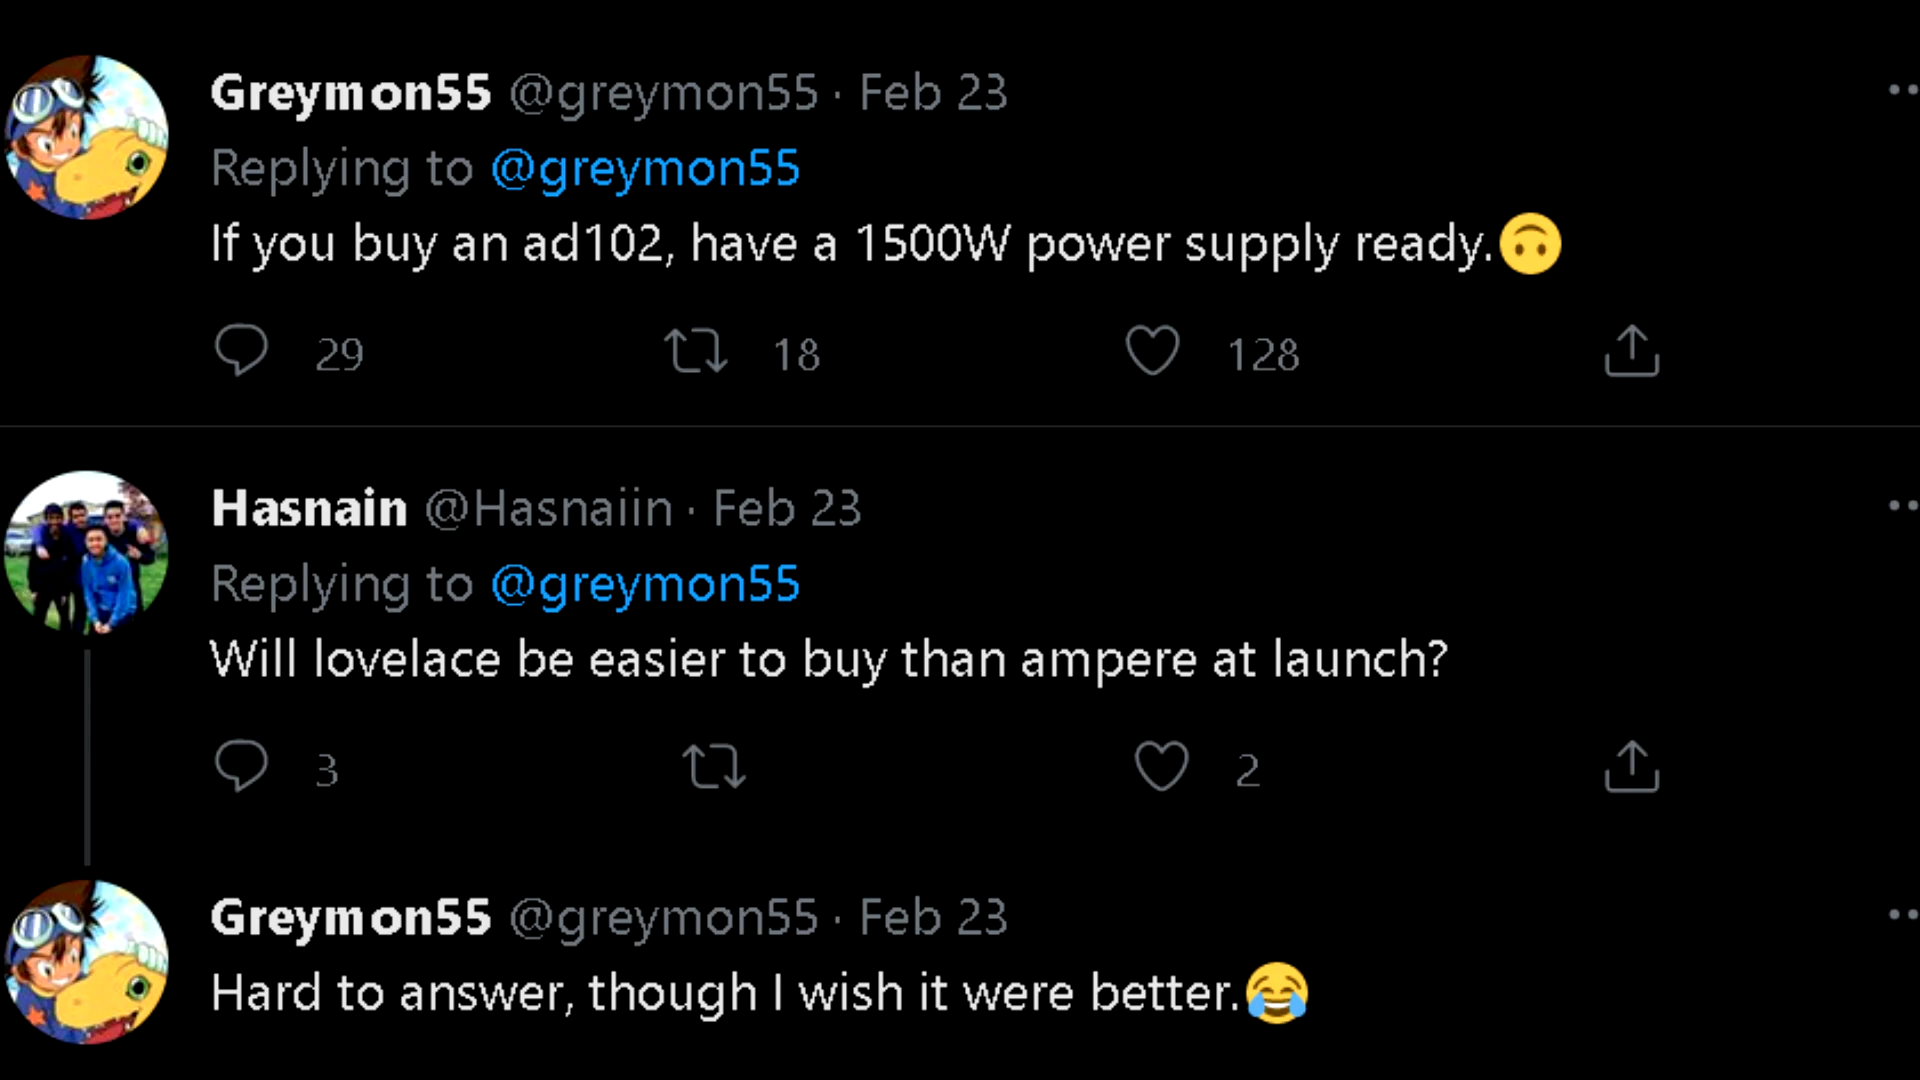 Greymon55 @greymon55 · Feb 23
Replying to @greymon55
If you buy an ad102, have a 1500W power supply ready.🙃
29 18 128
Hasnain @Hasnaiin · Feb 23
Replying to @greymon55
Will lovelace be easier to buy than ampere at launch?
3 2
Greymon55 @greymon55 · Feb 23
Hard to answer, though I wish it were better.😂